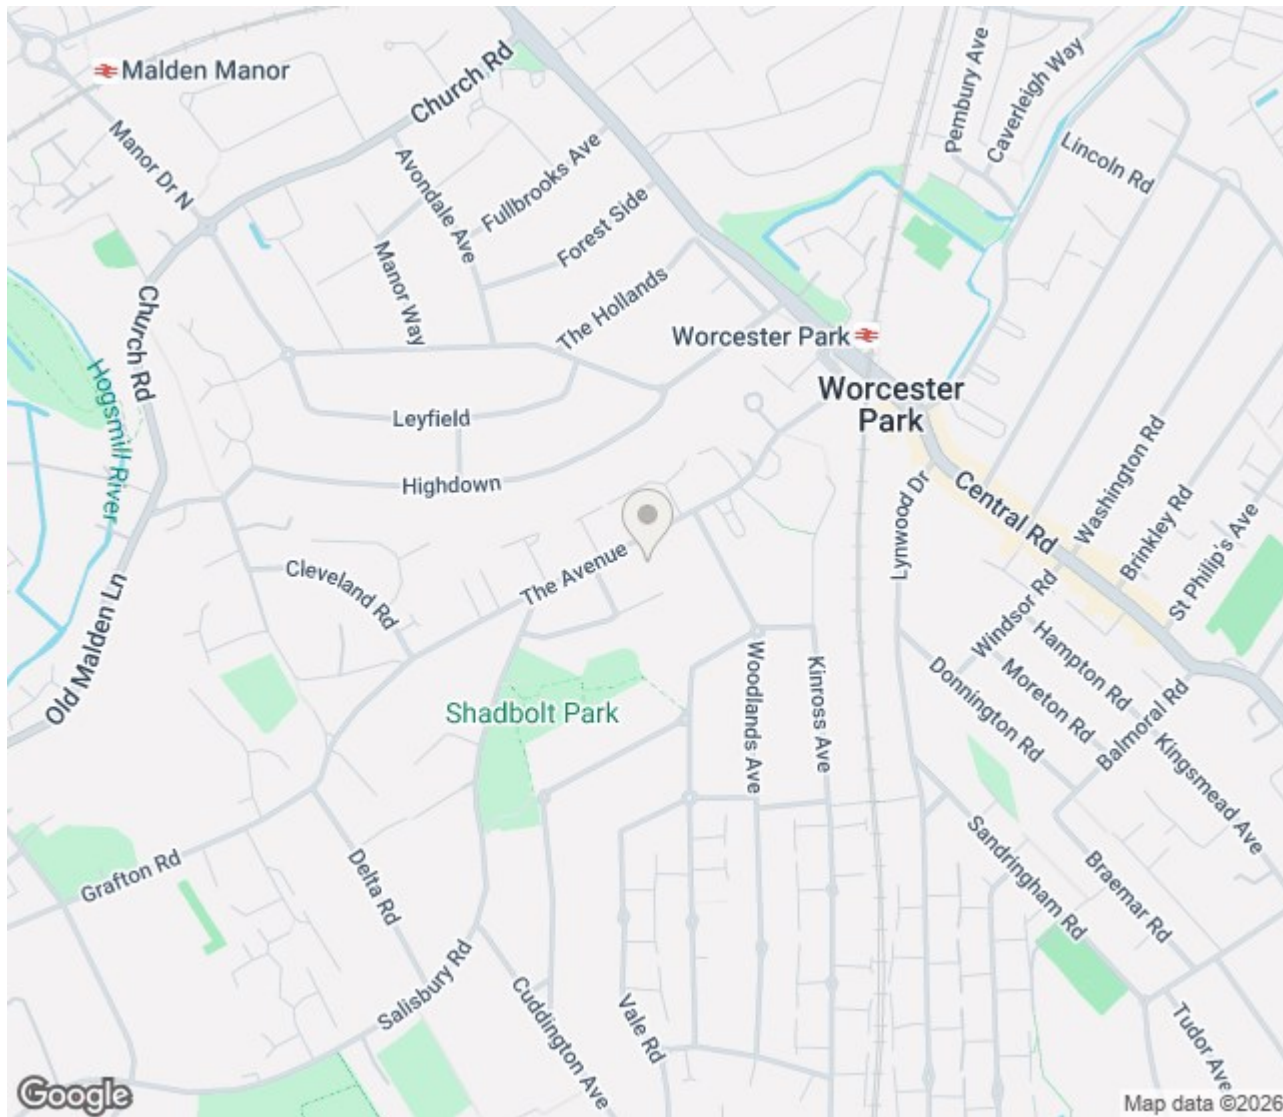 Malden Manor
Church Rd
Manor Dr N
Avondale Ave
Fullbrooks Ave
Forest Side
Manor Way
The Hollands
Pembury Ave
Caverleigh Way
Lincoln Rd
Church Rd
Hogsmill River
Worcester Park
Worcester
Park
Leyfield
Highdown
Lynwood Dr
Central Rd
Washington Rd
Brinkley Rd
St Philip's Ave
The Avenue
Cleveland Rd
Old Malden Ln
Windsor Rd
Hampton Rd
Moreton Rd
Donnington Rd
Balmoral Rd
Kingsmead Ave
Woodlands Ave
Kinross Ave
Shadbolt Park
Grafton Rd
Delta Rd
Sandringham Rd
Braemar Rd
Salisbury Rd
Cuddington Ave
Vale Rd
Tudor Ave
Google
Map data ©2026